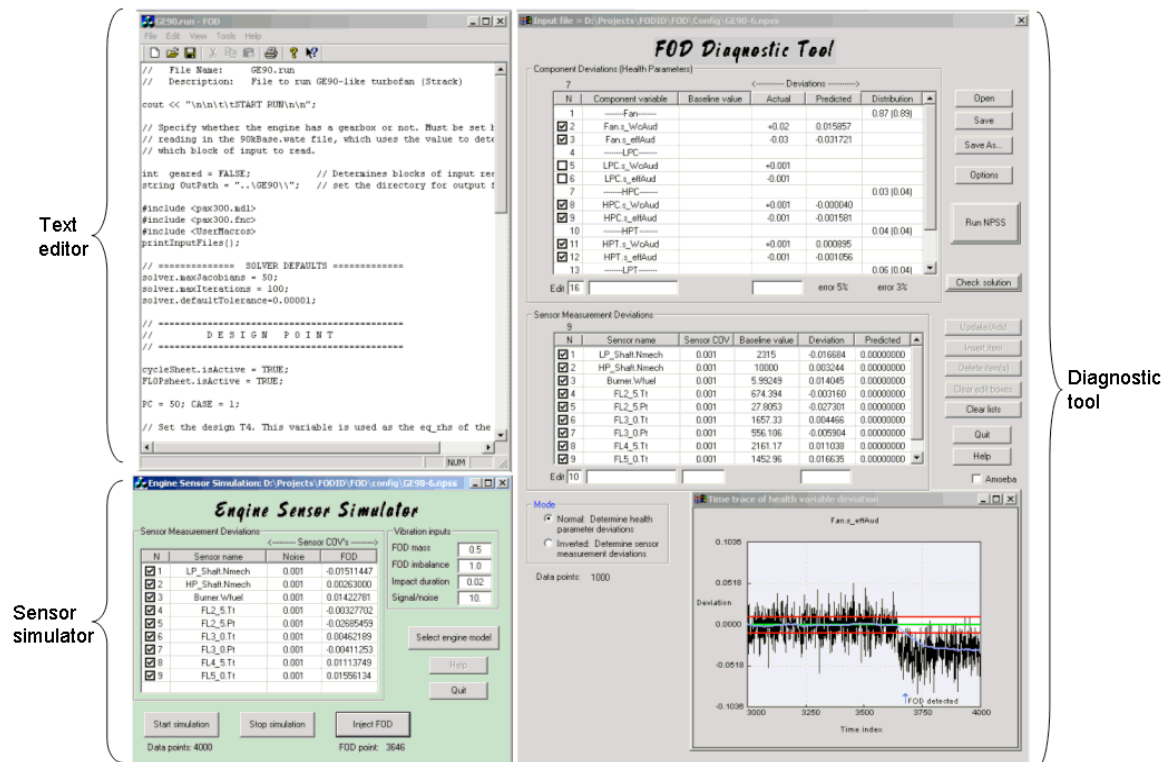 Text editor
GE90.run - FOD
File Edit View Tools Help
// File Name: GE90.run
// Description: File to run GE90-like turbofan (Strack)
cout << "\n\n\t\tSTART RUN\n\n";
// Specify whether the engine has a gearbox or not. Must be set b
// reading in the 90kBase.wate file, which uses the value to dete
// which block of input to read.
int geared = FALSE; // Determines blocks of input rea
string OutPath = "..\GE90\\"; // set the directory for output f
#include <pax300.mdl>
#include <pax300.fnc>
#include <UserMacros>
printInputFiles();
// ============== SOLVER DEFAULTS =============
solver.maxJacobians = 50;
solver.maxIterations = 100;
solver.defaultTolerance=0.00001;
// ============================================
// D E S I G N P O I N T
// ============================================
cycleSheet.isActive = TRUE;
FLOPsheet.isActive = TRUE;
PC = 50; CASE = 1;
// Set the design T4. This variable is used as the eq_rhs of the
NUM
Sensor simulator
Engine Sensor Simulation: D:\Projects\FODID\FOD\config\GE90-6.npss
Engine Sensor Simulator
Sensor Measurement Deviations
<-------- Sensor COV's -------->
N Sensor name Noise FOD
1 LP_Shaft.Nmech 0.001 -0.01511447
2 HP_Shaft.Nmech 0.001 0.00263000
3 Burner.Wfuel 0.001 0.01422781
4 FL2_5.Tt 0.001 -0.00327702
5 FL2_5.Pt 0.001 -0.02685459
6 FL3_0.Tt 0.001 0.00462189
7 FL3_0.Pt 0.001 -0.00411253
8 FL4_5.Tt 0.001 0.01113749
9 FL5_0.Tt 0.001 0.01556134
Vibration inputs
FOD mass 0.5
FOD imbalance 1.0
Impact duration 0.02
Signal/noise 10.
Select engine model
Help
Quit
Start simulation Stop simulation Inject FOD
Data points: 4000 FOD point: 3646
Input file = D:\Projects\FODID\FOD\Config\GE90-6.npss
FOD Diagnostic Tool
Component Deviations (Health Parameters)
7 <---------- Deviations ---------->
N Component variable Baseline value Actual Predicted Distribution
1 -------Fan------- 0.87 (0.89)
2 Fan.s_WcAud +0.02 0.015857
3 Fan.s_effAud -0.03 -0.031721
4 -------LPC-------
5 LPC.s_WcAud +0.001
6 LPC.s_effAud -0.001
7 -------HPC------- 0.03 (0.04)
8 HPC.s_WcAud +0.001 -0.000040
9 HPC.s_effAud -0.001 -0.001581
10 -------HPT------- 0.04 (0.04)
11 HPT.s_WcAud +0.001 0.000895
12 HPT.s_effAud -0.001 -0.001056
13 -------LPT------- 0.06 (0.04)
Edit 16 error 5% error 3%
Open
Save
Save As...
Options
Run NPSS
Check solution
Sensor Measurement Deviations
9
N Sensor name Sensor COV Baseline value Deviation Predicted
1 LP_Shaft.Nmech 0.001 2315 -0.016684 0.00000000
2 HP_Shaft.Nmech 0.001 10000 0.003244 0.00000000
3 Burner.Wfuel 0.001 5.99249 0.014045 0.00000000
4 FL2_5.Tt 0.001 674.394 -0.003160 0.00000000
5 FL2_5.Pt 0.001 27.8053 -0.027301 0.00000000
6 FL3_0.Tt 0.001 1657.33 0.004466 0.00000000
7 FL3_0.Pt 0.001 556.106 -0.005904 0.00000000
8 FL4_5.Tt 0.001 2161.17 0.011038 0.00000000
9 FL5_0.Tt 0.001 1452.96 0.016635 0.00000000
Edit 10
Update/Add
Insert item
Delete item(s)
Clear edit boxes
Clear lists
Quit
Help
Amoeba
Mode
Normal: Determine health parameter deviations
Inverted: Determine sensor measurement deviations
Data points: 1000
Time trace of health variable deviation
Fan.s_effAud
0.1036
0.0518
Deviation
0.0000
-0.0518
-0.1036
FOD detected
3000 3250 3500 3750 4000
Time index
Diagnostic tool